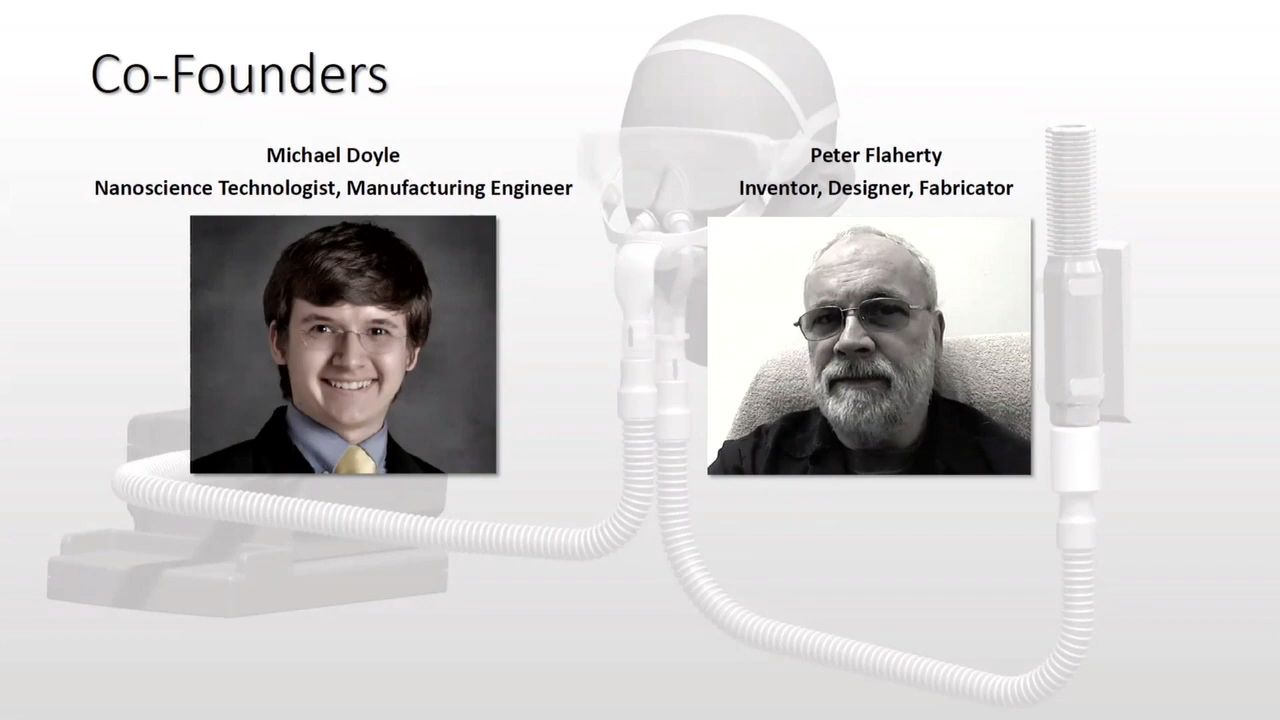 Co-Founders
Michael Doyle
Nanoscience Technologist, Manufacturing Engineer
Peter Flaherty
Inventor, Designer, Fabricator